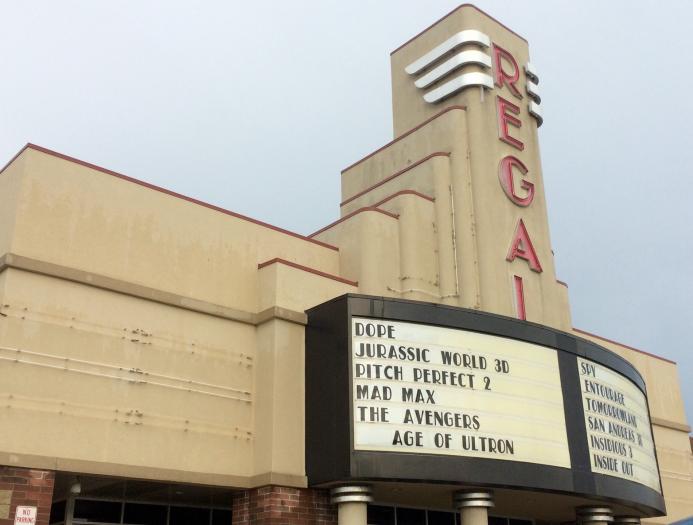 REGAL
DOPE
JURASSIC WORLD 3D
PITCH PERFECT 2
MAD MAX
THE AVENGERS
AGE OF ULTRON
SPY
ENTOURAGE
TOMORROWLAND
SAN ANDREAS 3D
INSIDIOUS 3
INSIDE OUT
NO
PARKING